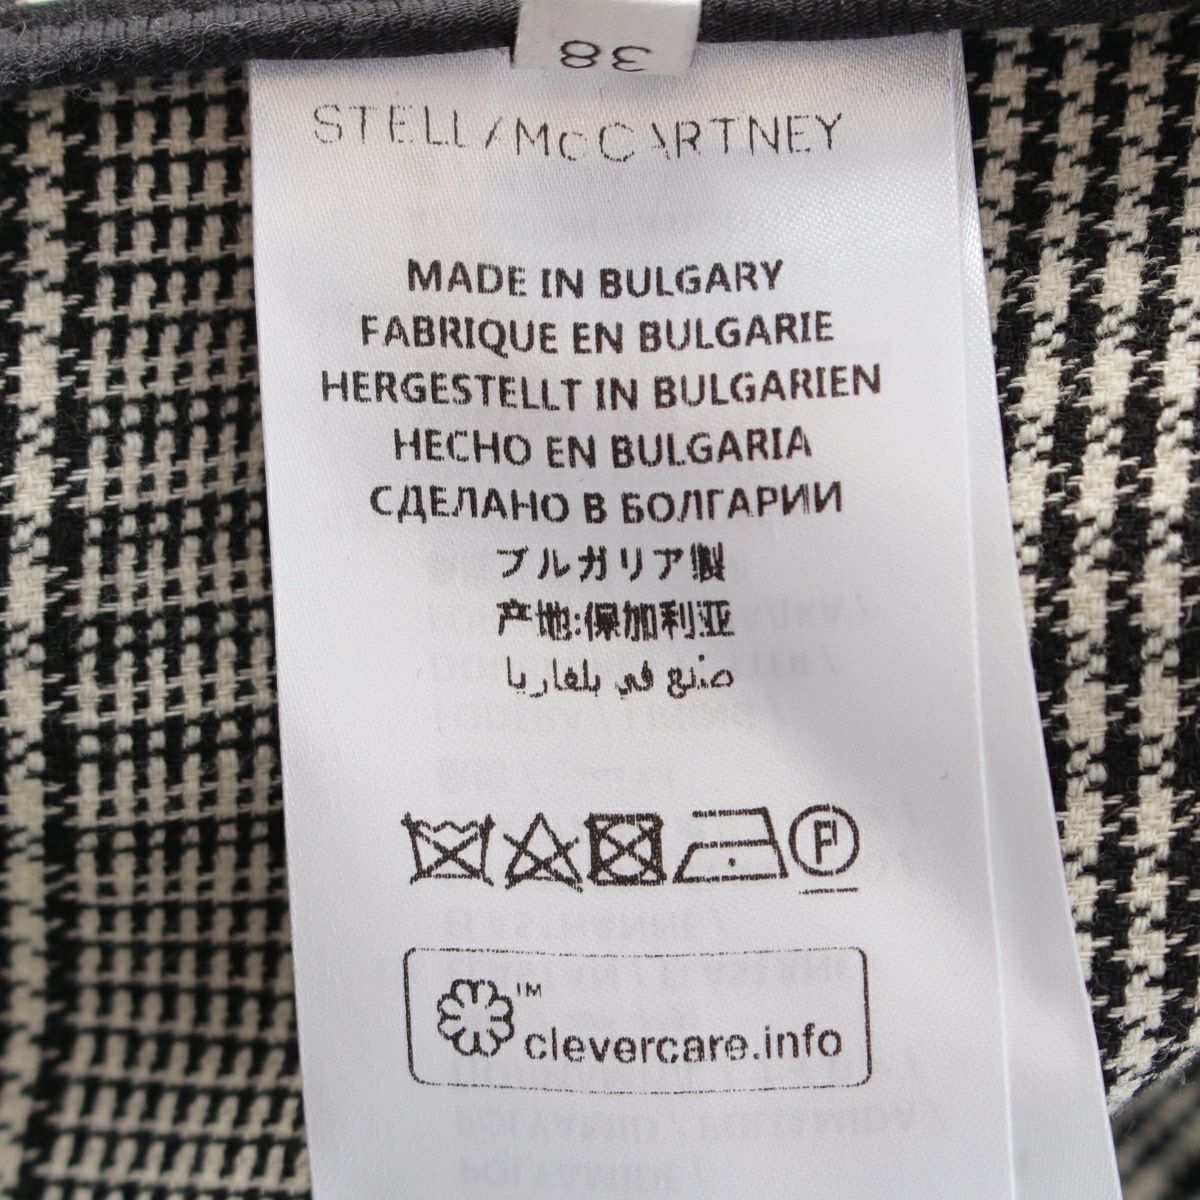 38
STELLA McCARTNEY
MADE IN BULGARY
FABRIQUE EN BULGARIE
HERGESTELLT IN BULGARIEN
HECHO EN BULGARIA
СДЕЛАНО В БОЛГАРИИ
ブルガリア製
产地:保加利亚
صنع في بلغاريا
P
™
clevercare.info